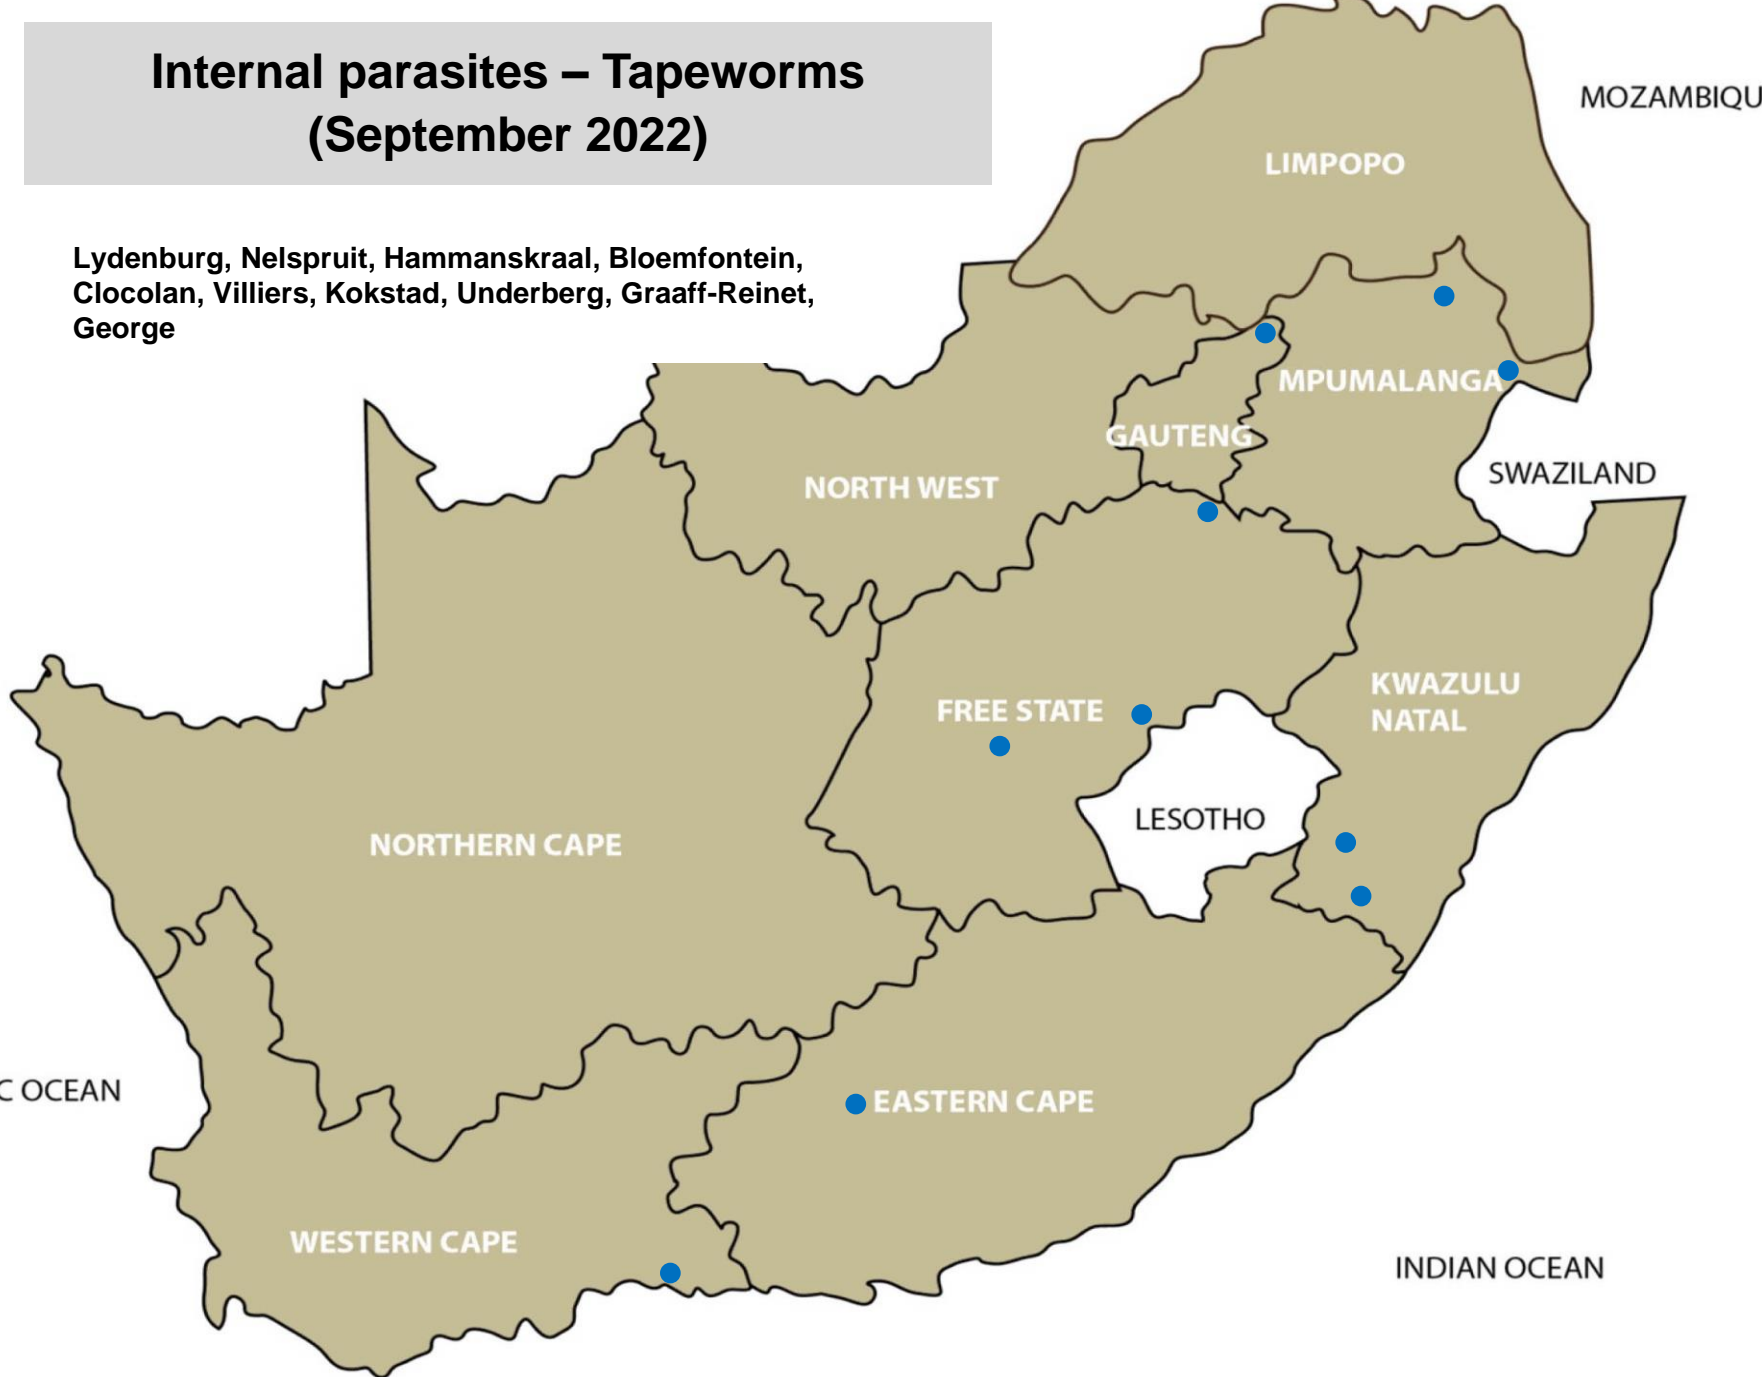 Internal parasites – Tapeworms
(September 2022)
Lydenburg, Nelspruit, Hammanskraal, Bloemfontein,
Clocolan, Villiers, Kokstad, Underberg, Graaff-Reinet,
George
MOZAMBIQU
LIMPOPO
MPUMALANGA
GAUTENG
SWAZILAND
NORTH WEST
KWAZULU
NATAL
FREE STATE
LESOTHO
NORTHERN CAPE
C OCEAN
EASTERN CAPE
WESTERN CAPE
INDIAN OCEAN